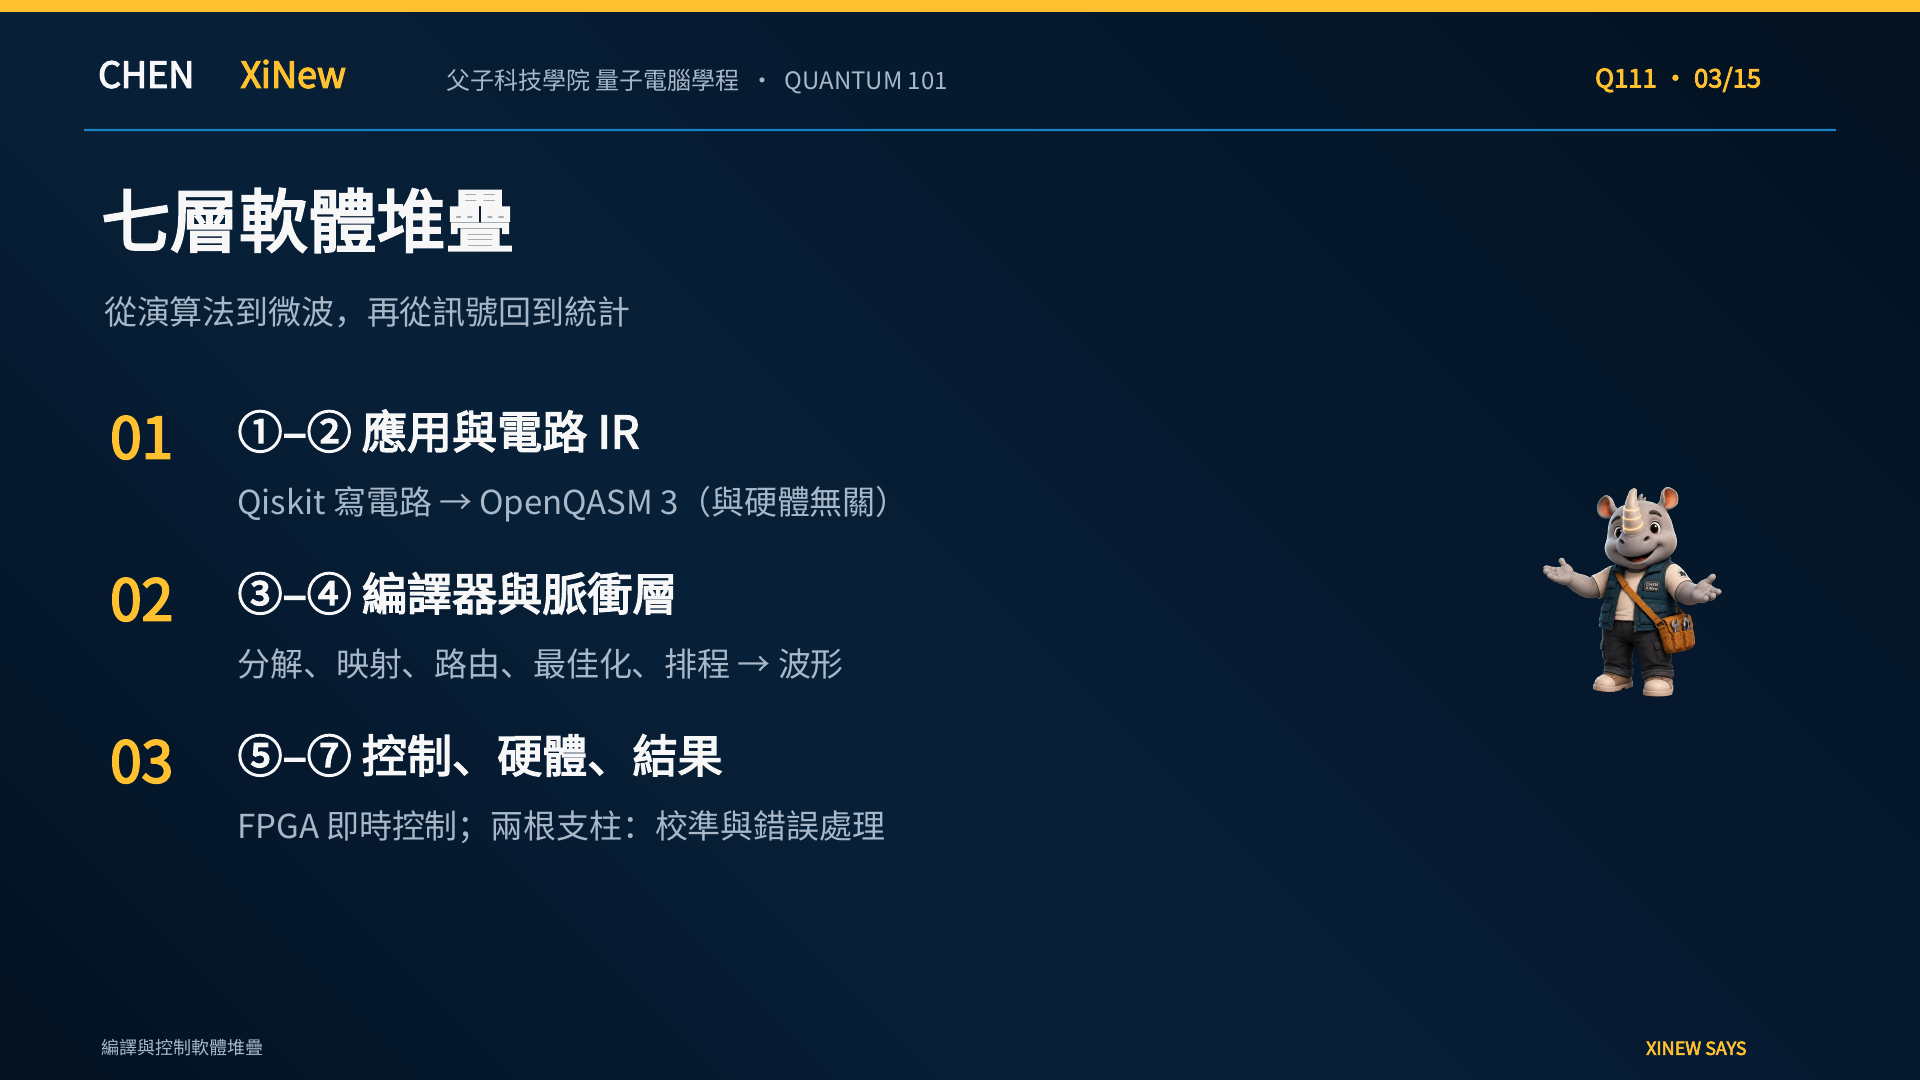 CHEN XiNew 父子科技學院 量子電腦學程 • QUANTUM 101 Q111 • 03/15
七層軟體堆疊
從演算法到微波，再從訊號回到統計
01 ①–② 應用與電路 IR
Qiskit 寫電路 → OpenQASM 3（與硬體無關）
02 ③–④ 編譯器與脈衝層
分解、映射、路由、最佳化、排程 → 波形
03 ⑤–⑦ 控制、硬體、結果
FPGA 即時控制；兩根支柱：校準與錯誤處理
編譯與控制軟體堆疊 XINEW SAYS